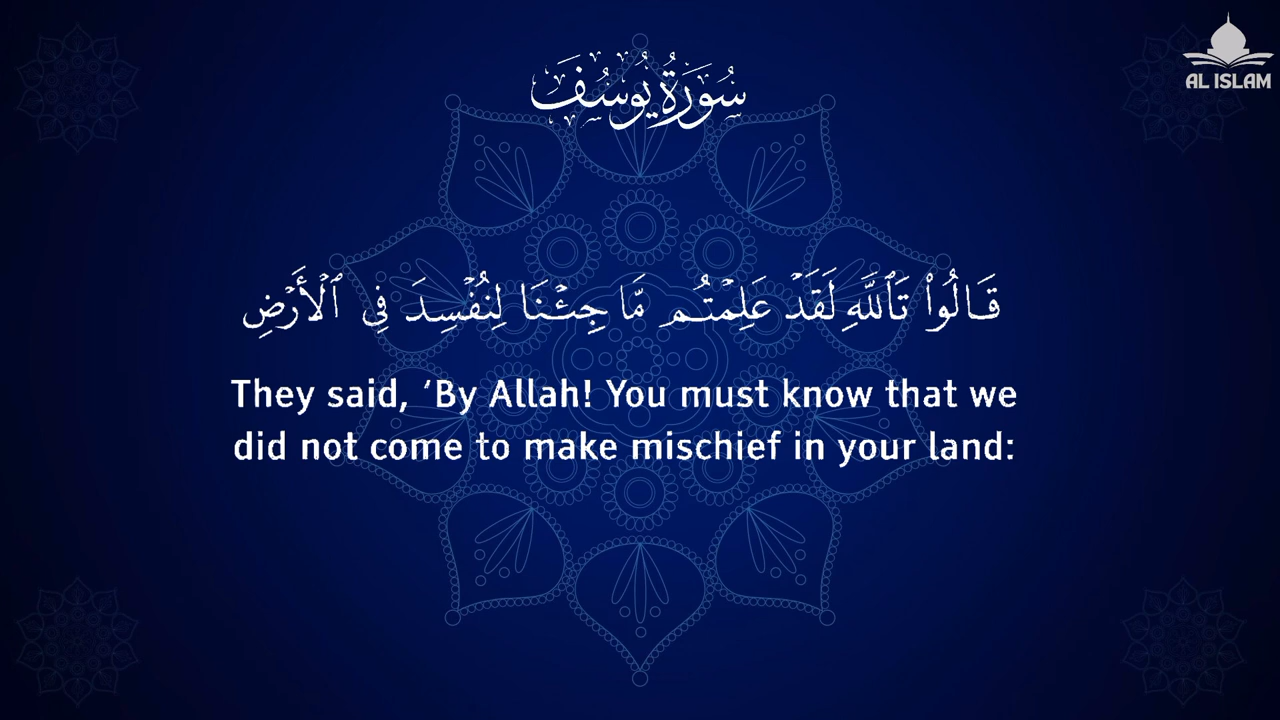 سُورَةُ يُوسُفَ
AL ISLAM
قَالُوا۟ تَٱللَّهِ لَقَدْ عَلِمْتُم مَّا جِئْنَا لِنُفْسِدَ فِى ٱلْأَرْضِ
They said, ‘By Allah! You must know that we
did not come to make mischief in your land: